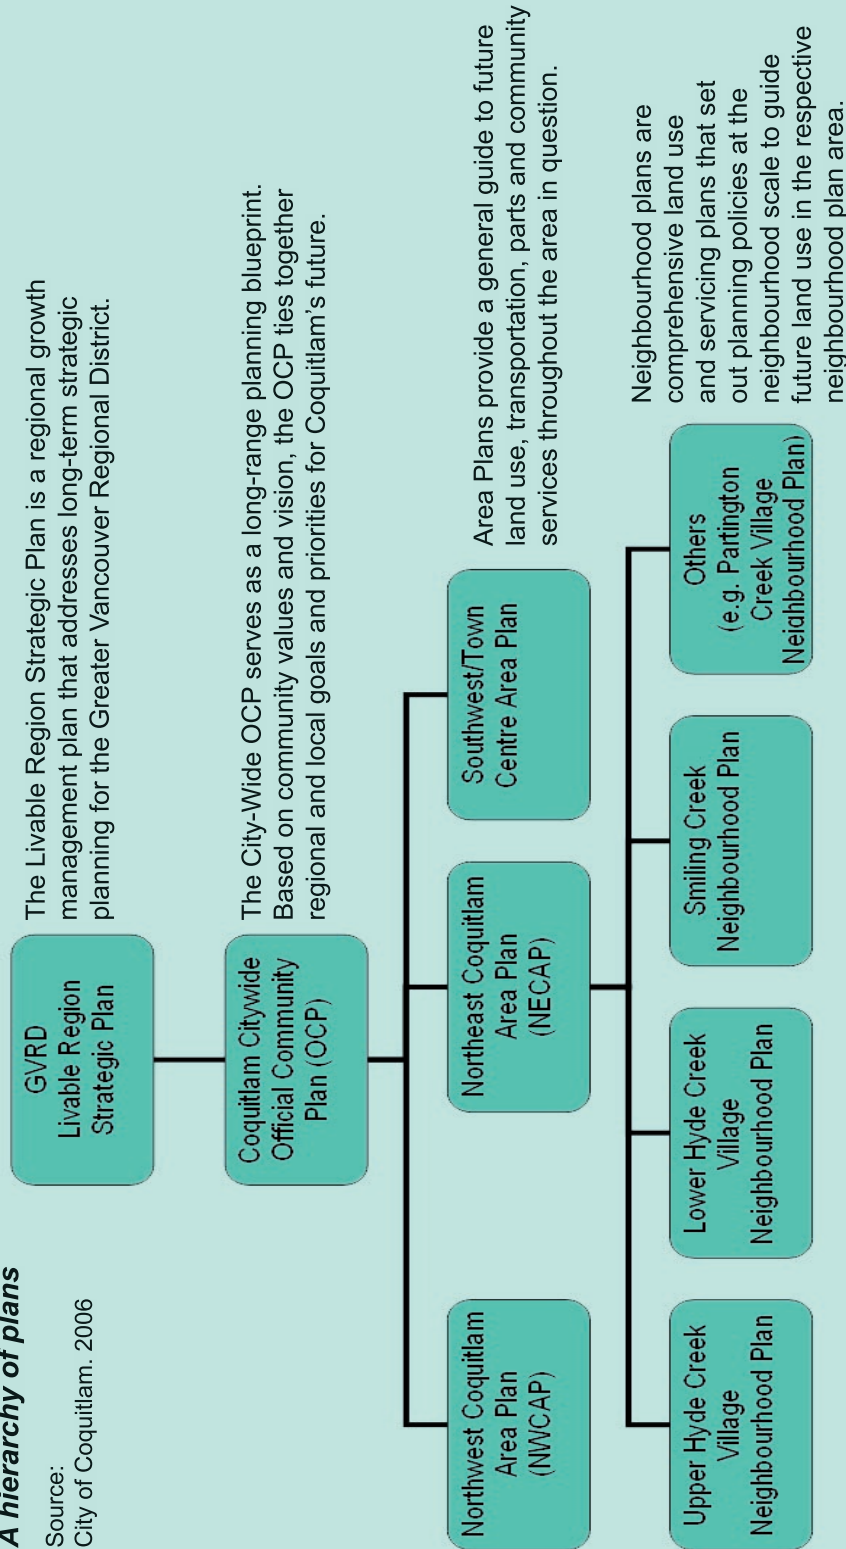 A hierarchy of plans
Source:
City of Coquitlam. 2006
GVRD
Livable Region
Strategic Plan
The Livable Region Strategic Plan is a regional growth
management plan that addresses long-term strategic
planning for the Greater Vancouver Regional District.
Coquitlam Citywide
Official Community
Plan (OCP)
The City-Wide OCP serves as a long-range planning blueprint.
Based on community values and vision, the OCP ties together
regional and local goals and priorities for Coquitlam's future.
Northwest Coquitlam
Area Plan
(NWCAP)
Northeast Coquitlam
Area Plan
(NECAP)
Southwest/Town
Centre Area Plan
Area Plans provide a general guide to future
land use, transportation, parts and community
services throughout the area in question.
Upper Hyde Creek
Village
Neighbourhood Plan
Lower Hyde Creek
Village
Neighbourhood Plan
Smiling Creek
Neighbourhood Plan
Others
(e.g. Partington
Creek Village
Neighbourhood Plan)
Neighbourhood plans are
comprehensive land use
and servicing plans that set
out planning policies at the
neighbourhood scale to guide
future land use in the respective
neighbourhood plan area.